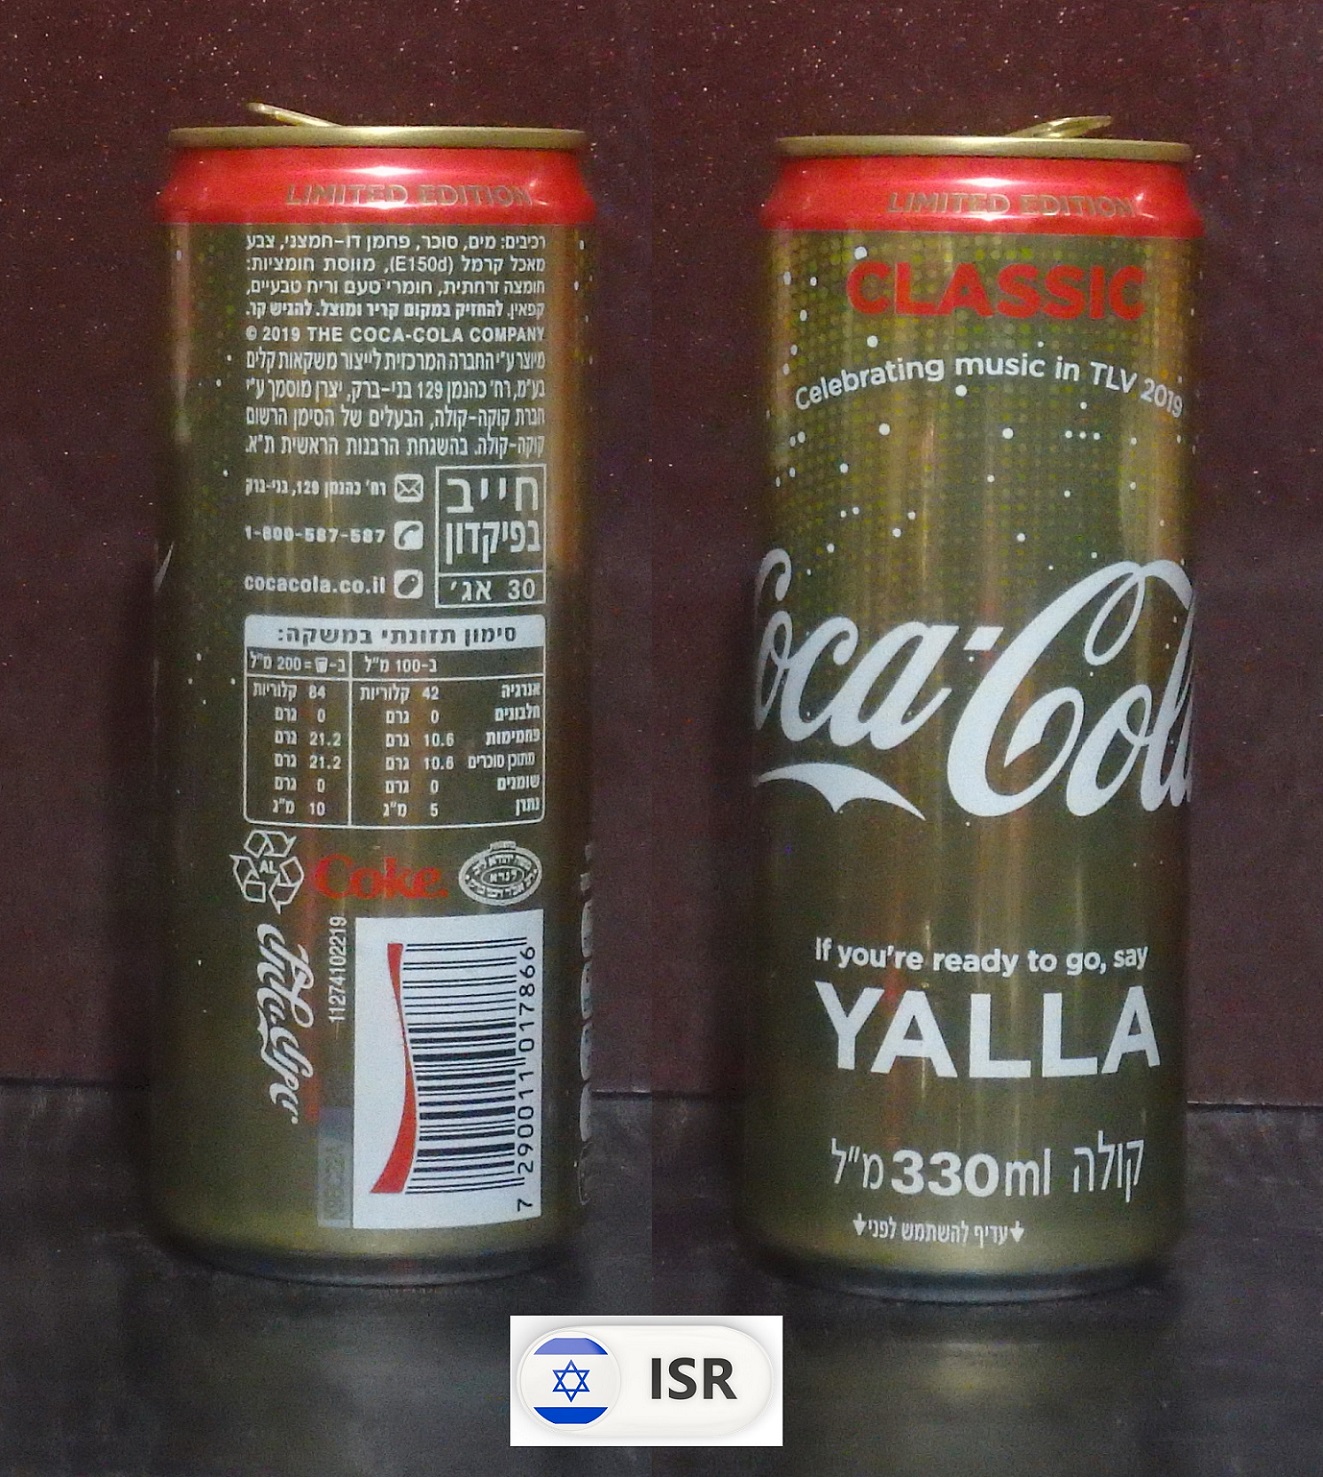 LIMITED EDITION
רכיבים: מים, סוכר, פחמן דו-חמצני, צבע
מאכל קרמל (E150d), מווסת חומציות:
חומצה זרחתית, חומרי טעם וריח טבעיים,
קפאין. להחזיק במקום קריר ומוצל. להגיש קר.
© 2019 THE COCA-COLA COMPANY
מיוצר ע"י החברה המרכזית לייצור משקאות קלים
בע"מ, רח' כהנמן 129 בני-ברק, יצרן מוסמך ע"י
חברת קוקה-קולה, הבעלים של הסימן הרשום
קוקה-קולה. בהשגחת הרבנות הראשית ת"א.
חייב
בפיקדון
30 אג'
רח' כהנמן 129, בני-ברק
1-800-587-587
cocacola.co.il
סימון תזונתי במשקה:
ב-100 מ"ל ב- = 200 מ"ל
אנרגיה 42 קלוריות 84 קלוריות
חלבונים 0 גרם 0 גרם
פחמימות 10.6 גרם 21.2 גרם
מתוכן סוכרים 10.6 גרם 21.2 גרם
שומנים 0 גרם 0 גרם
נתרן 5 מ"ג 10 מ"ג
AL
Coke
לנדא
11274102219
7 290011 017866
LIMITED EDITION
CLASSIC
Celebrating music in TLV 2019
Coca-Cola
If you're ready to go, say
YALLA
קולה 330ml מ"ל
עדיף להשתמש לפני
ISR